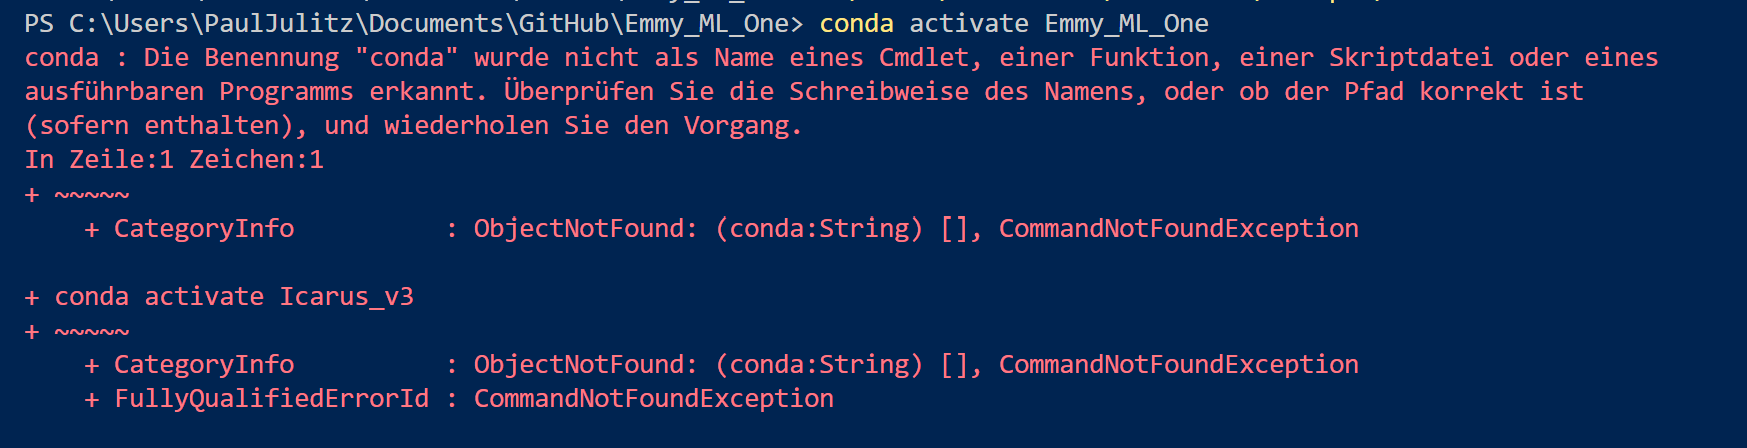 PS C:\Users\PaulJulitz\Documents\GitHub\Emmy_ML_One> conda activate Emmy_ML_One
conda : Die Benennung "conda" wurde nicht als Name eines Cmdlet, einer Funktion, einer Skriptdatei oder eines
ausführbaren Programms erkannt. Überprüfen Sie die Schreibweise des Namens, oder ob der Pfad korrekt ist
(sofern enthalten), und wiederholen Sie den Vorgang.
In Zeile:1 Zeichen:1
+ ~~~~~
    + CategoryInfo          : ObjectNotFound: (conda:String) [], CommandNotFoundException

+ conda activate Icarus_v3
+ ~~~~~
    + CategoryInfo          : ObjectNotFound: (conda:String) [], CommandNotFoundException
    + FullyQualifiedErrorId : CommandNotFoundException